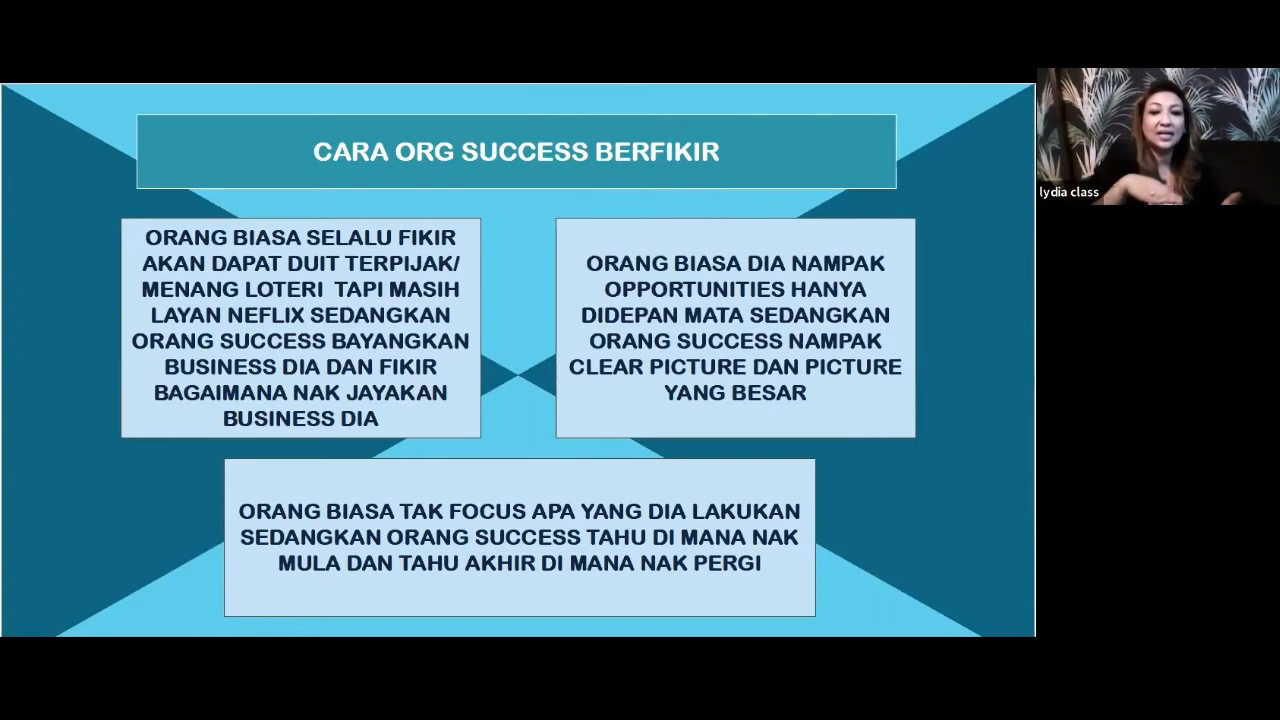 CARA ORG SUCCESS BERFIKIR
ORANG BIASA SELALU FIKIR
AKAN DAPAT DUIT TERPIJAK/
MENANG LOTERI TAPI MASIH
LAYAN NEFLIX SEDANGKAN
ORANG SUCCESS BAYANGKAN
BUSINESS DIA DAN FIKIR
BAGAIMANA NAK JAYAKAN
BUSINESS DIA
ORANG BIASA DIA NAMPAK
OPPORTUNITIES HANYA
DIDEPAN MATA SEDANGKAN
ORANG SUCCESS NAMPAK
CLEAR PICTURE DAN PICTURE
YANG BESAR
ORANG BIASA TAK FOCUS APA YANG DIA LAKUKAN
SEDANGKAN ORANG SUCCESS TAHU DI MANA NAK
MULA DAN TAHU AKHIR DI MANA NAK PERGI
lydia class